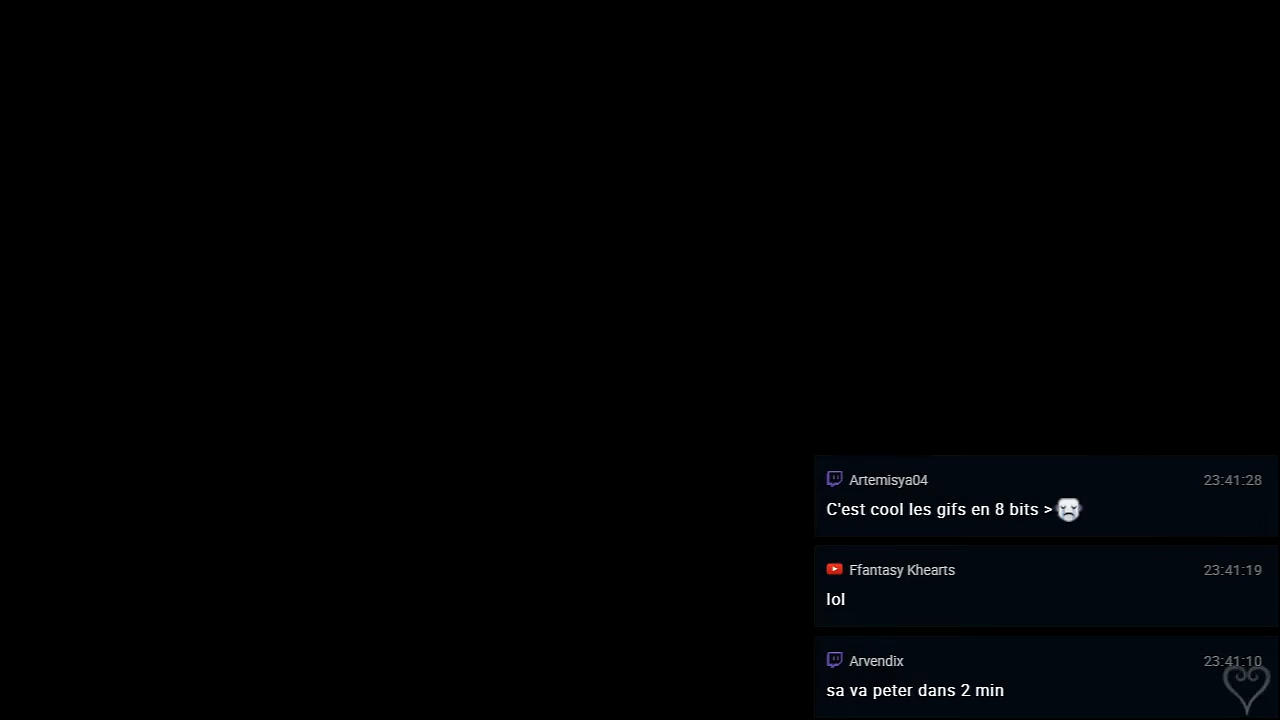 Artemisya04 23:41:28
C'est cool les gifs en 8 bits >
Ffantasy Khearts 23:41:19
lol
Arvendix 23:41:10
sa va peter dans 2 min